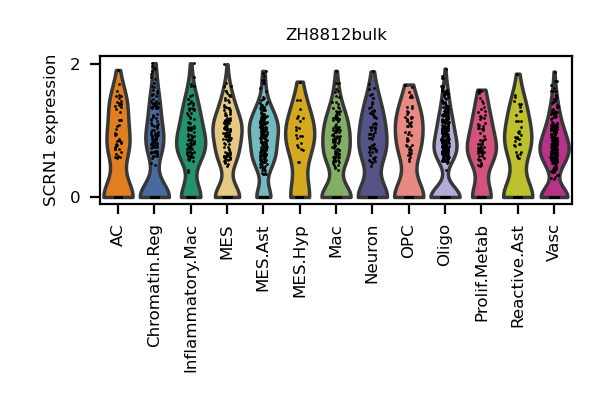 ZH8812bulk
SCRN1 expression
2
0
AC
Chromatin.Reg
Inflammatory.Mac
MES
MES.Ast
MES.Hyp
Mac
Neuron
OPC
Oligo
Prolif.Metab
Reactive.Ast
Vasc